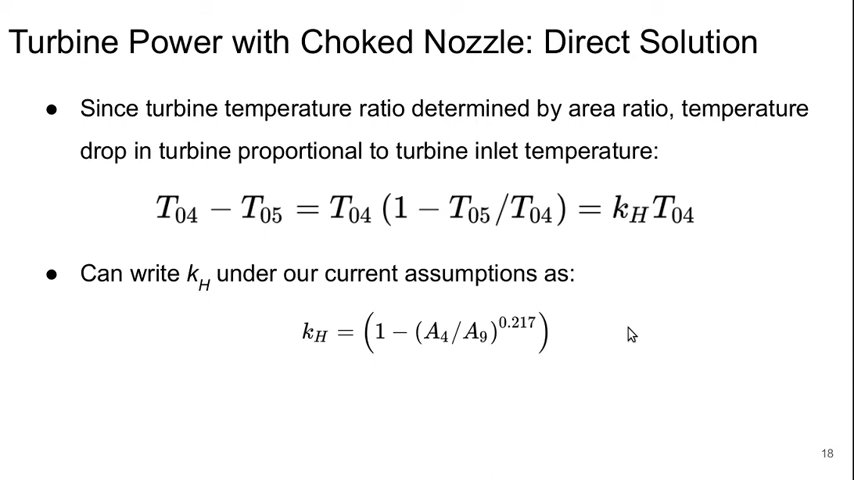 Turbine Power with Choked Nozzle: Direct Solution
● Since turbine temperature ratio determined by area ratio, temperature
drop in turbine proportional to turbine inlet temperature:
T₀₄ − T₀₅ = T₀₄ (1 − T₀₅/T₀₄) = k_H T₀₄
● Can write k_H under our current assumptions as:
k_H = (1 − (A₄/A₉)^0.217)
18